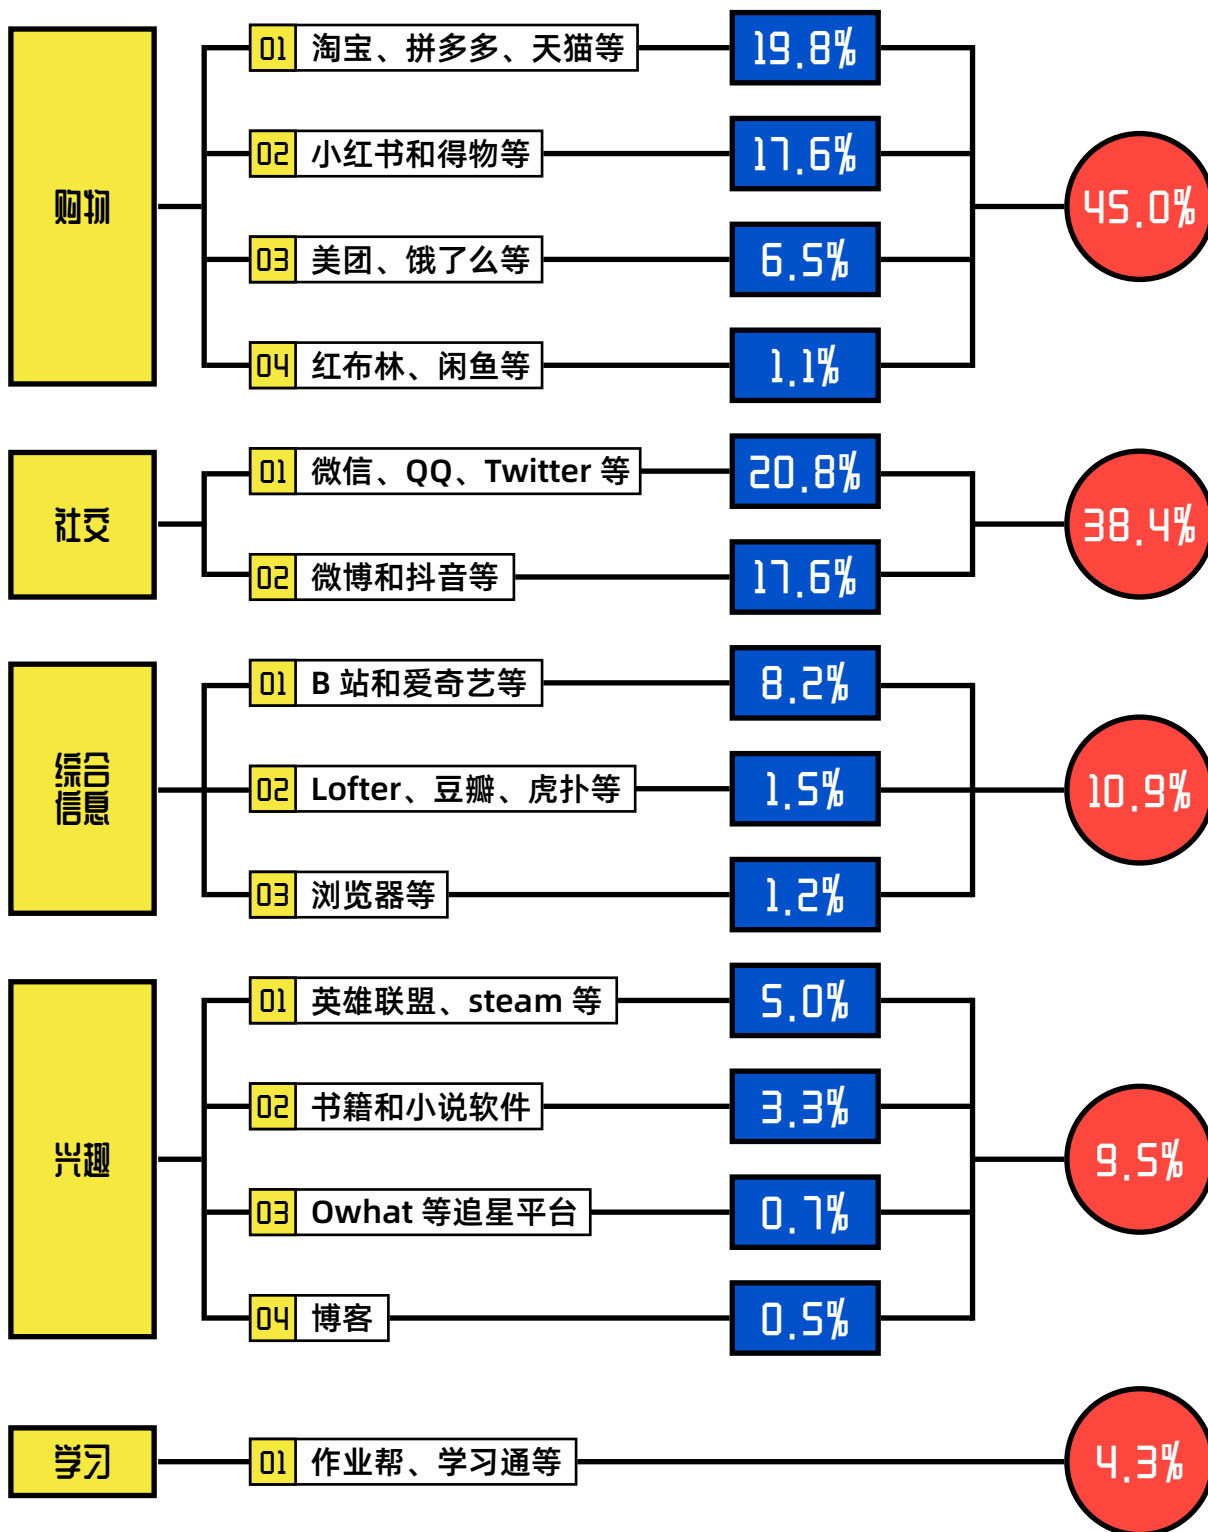 购物
01 淘宝、拼多多、天猫等 19.8%
02 小红书和得物等 17.6%
03 美团、饿了么等 6.5%
04 红布林、闲鱼等 1.1%
45.0%
社交
01 微信、QQ、Twitter 等 20.8%
02 微博和抖音等 17.6%
38.4%
综合
信息
01 B 站和爱奇艺等 8.2%
02 Lofter、豆瓣、虎扑等 1.5%
03 浏览器等 1.2%
10.9%
兴趣
01 英雄联盟、steam 等 5.0%
02 书籍和小说软件 3.3%
03 Owhat 等追星平台 0.7%
04 博客 0.5%
9.5%
学习
01 作业帮、学习通等
4.3%